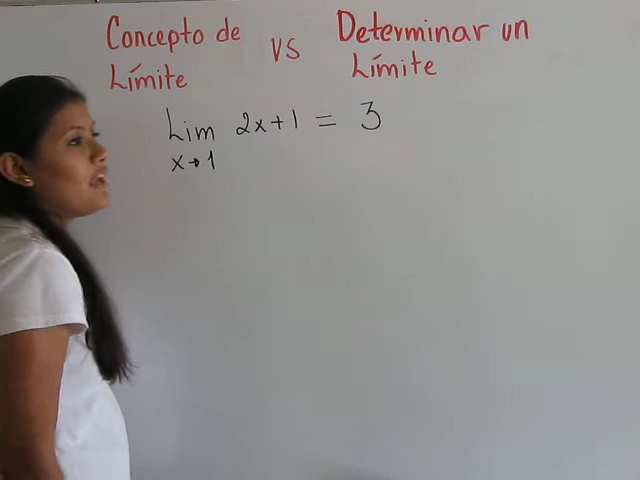 Concepto de Límite vs Determinar un Límite
Lim 2x+1 = 3
x→1